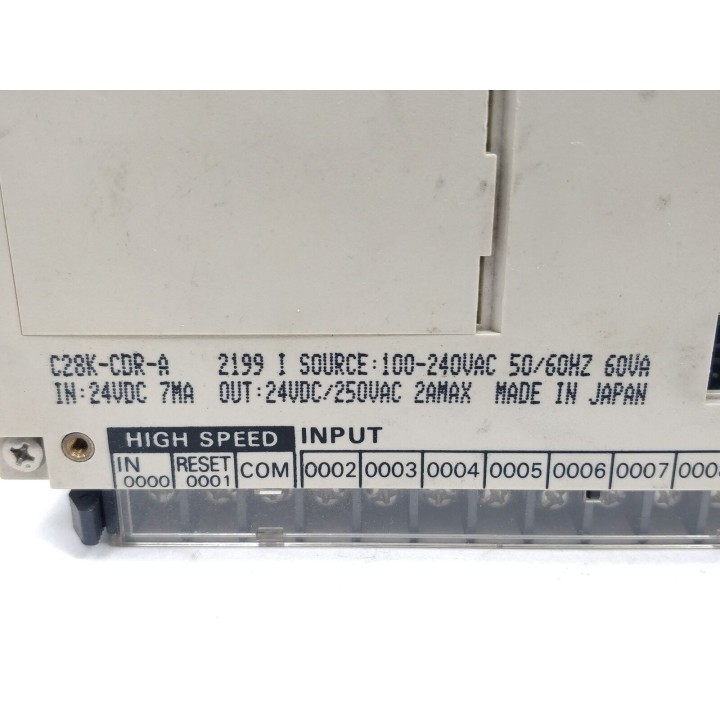 C28K-CDR-A 2199 I SOURCE:100-240VAC 50/60HZ 60VA
IN:24VDC 7MA OUT:24VDC/250VAC 2AMAX MADE IN JAPAN
HIGH SPEED INPUT
IN 0000 RESET 0001 COM 0002 0003 0004 0005 0006 0007